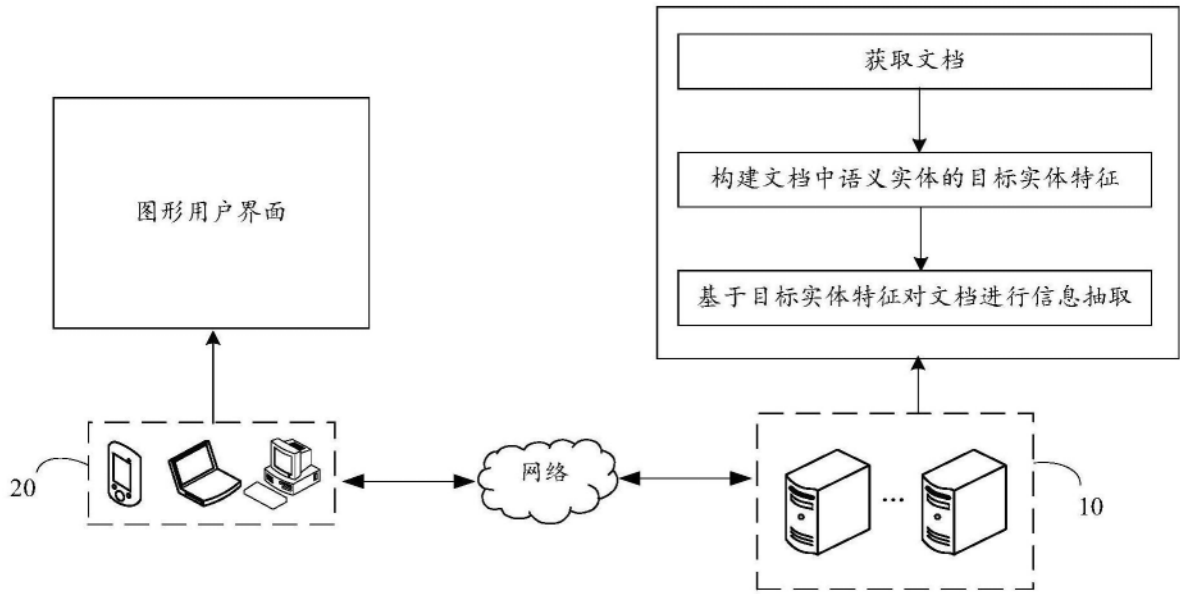 获取文档
构建文档中语义实体的目标实体特征
基于目标实体特征对文档进行信息抽取
图形用户界面
20
网络
...
10